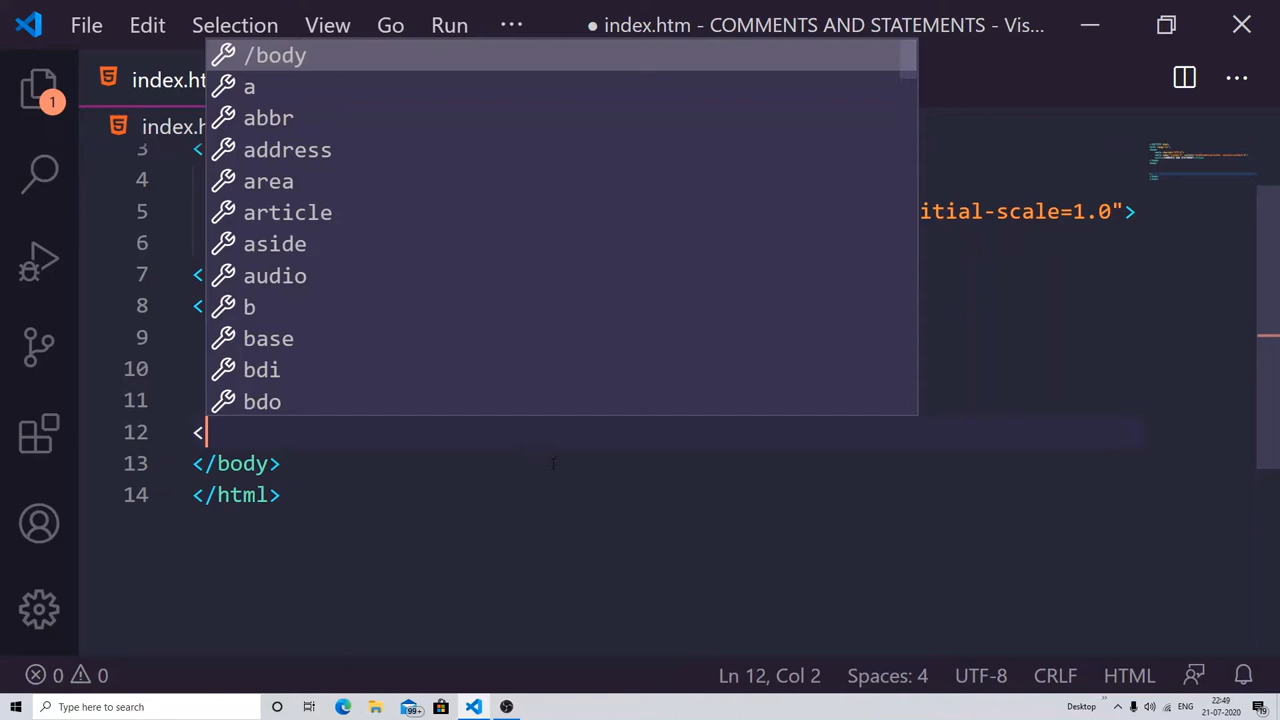 File Edit Selection View Go Run ··· ● index.htm - COMMENTS AND STATEMENTS - Vis...
index.ht
1
index.h
/body
a
abbr
3 <
address
4
area
5 article itial-scale=1.0">
6 aside
7 < audio
8 < b
9 base
10 bdi
11 bdo
12 <
13 </body>
14 </html>
0 0 Ln 12, Col 2 Spaces: 4 UTF-8 CRLF HTML
Type here to search 99+ Desktop ENG 22:49
21-07-2020 19